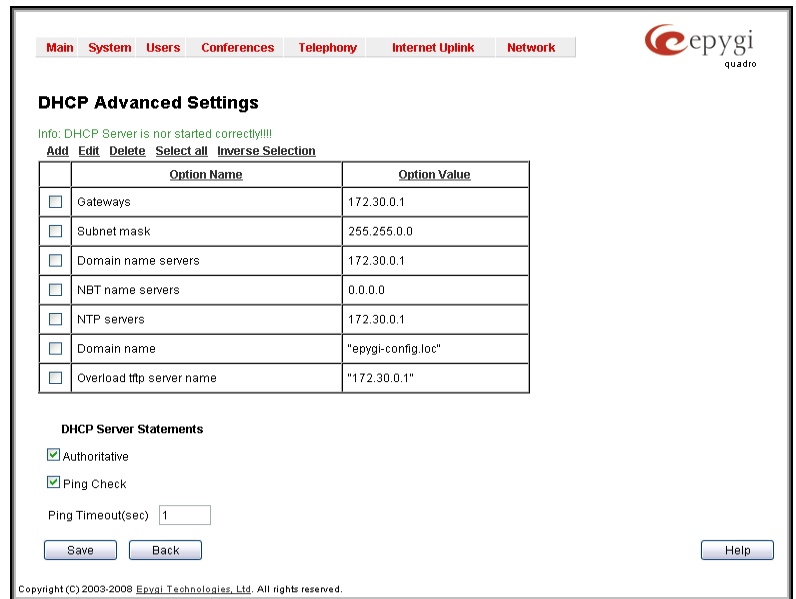 Main System Users Conferences Telephony Internet Uplink Network
epygi
quadro
DHCP Advanced Settings
Info: DHCP Server is nor started correctly!!!!
Add Edit Delete Select all Inverse Selection
Option Name Option Value
Gateways 172.30.0.1
Subnet mask 255.255.0.0
Domain name servers 172.30.0.1
NBT name servers 0.0.0.0
NTP servers 172.30.0.1
Domain name "epygi-config.loc"
Overload tftp server name "172.30.0.1"
DHCP Server Statements
Authoritative
Ping Check
Ping Timeout(sec) 1
Save Back Help
Copyright (C) 2003-2008 Epygi Technologies, Ltd. All rights reserved.